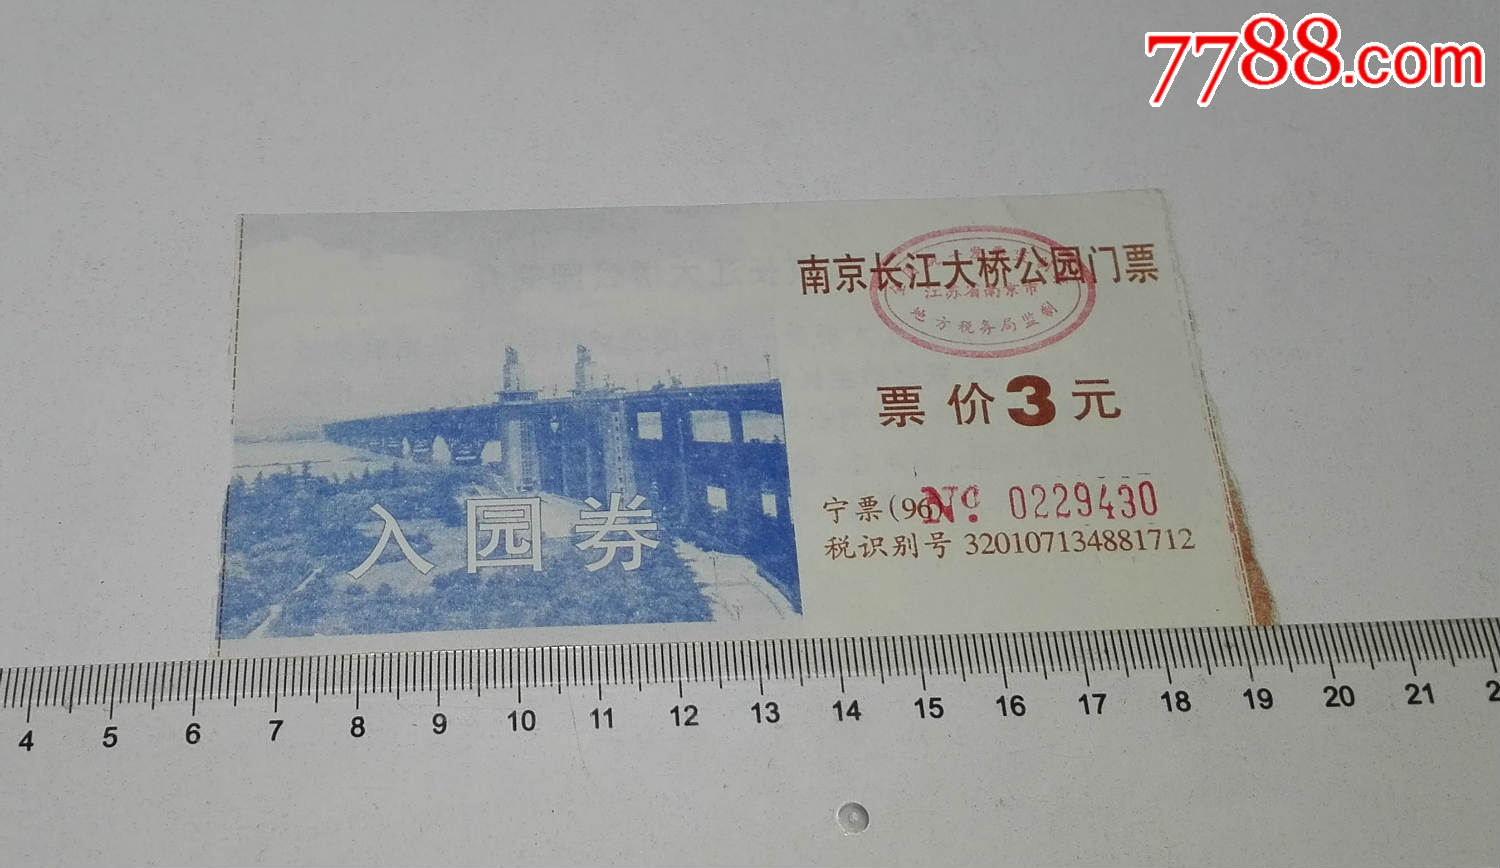 7788.com
南京长江大桥公园门票
江苏省南京市
地方税务局监制
票价3元
宁票(96) No. 0229430
税识别号 320107134881712
入园券
4 5 6 7 8 9 10 11 12 13 14 15 16 17 18 19 20 21